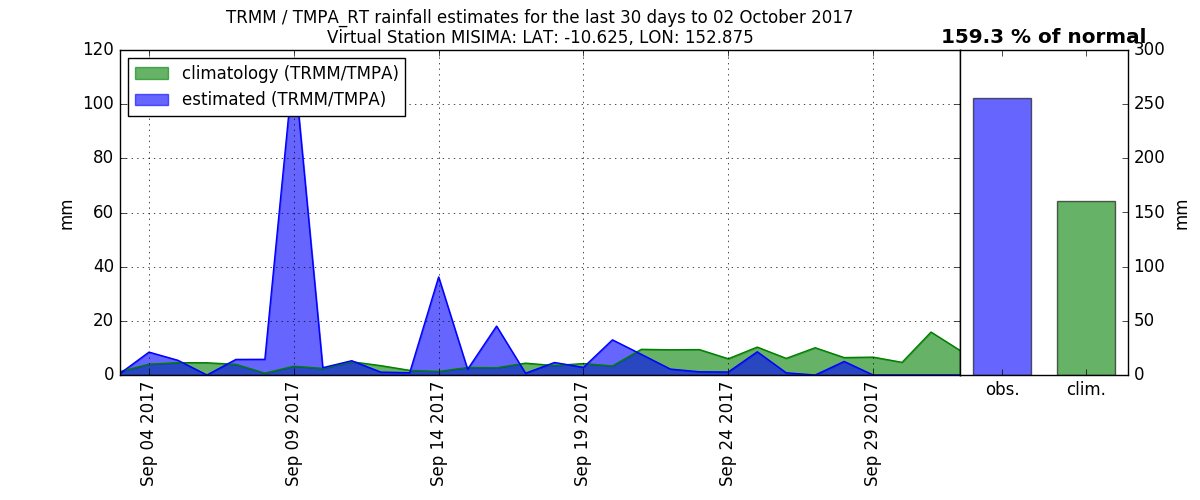 TRMM / TMPA_RT rainfall estimates for the last 30 days to 02 October 2017
Virtual Station MISIMA: LAT: -10.625, LON: 152.875
159.3 % of normal
climatology (TRMM/TMPA)
estimated (TRMM/TMPA)
mm
120
100
80
60
40
20
0
Sep 04 2017
Sep 09 2017
Sep 14 2017
Sep 19 2017
Sep 24 2017
Sep 29 2017
obs.
clim.
300
250
200
150
100
50
0
mm